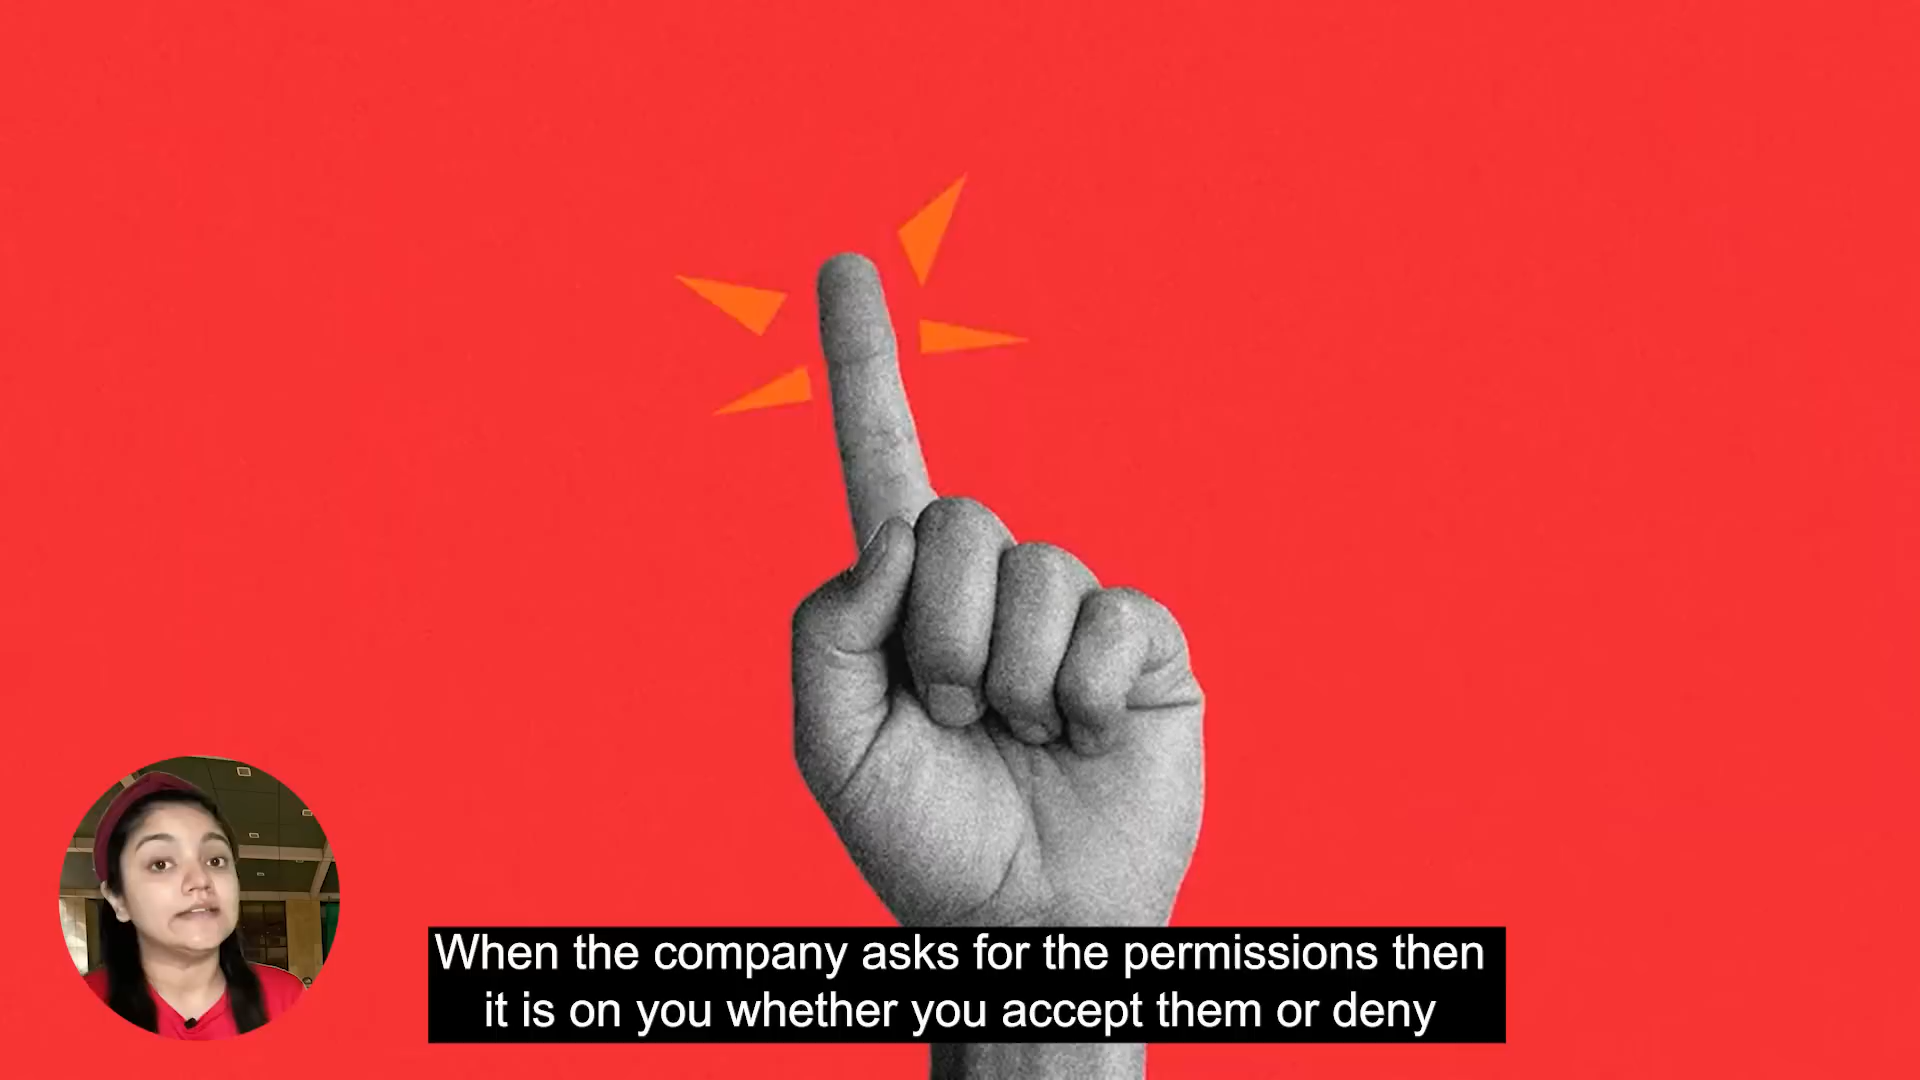 When the company asks for the permissions then
it is on you whether you accept them or deny